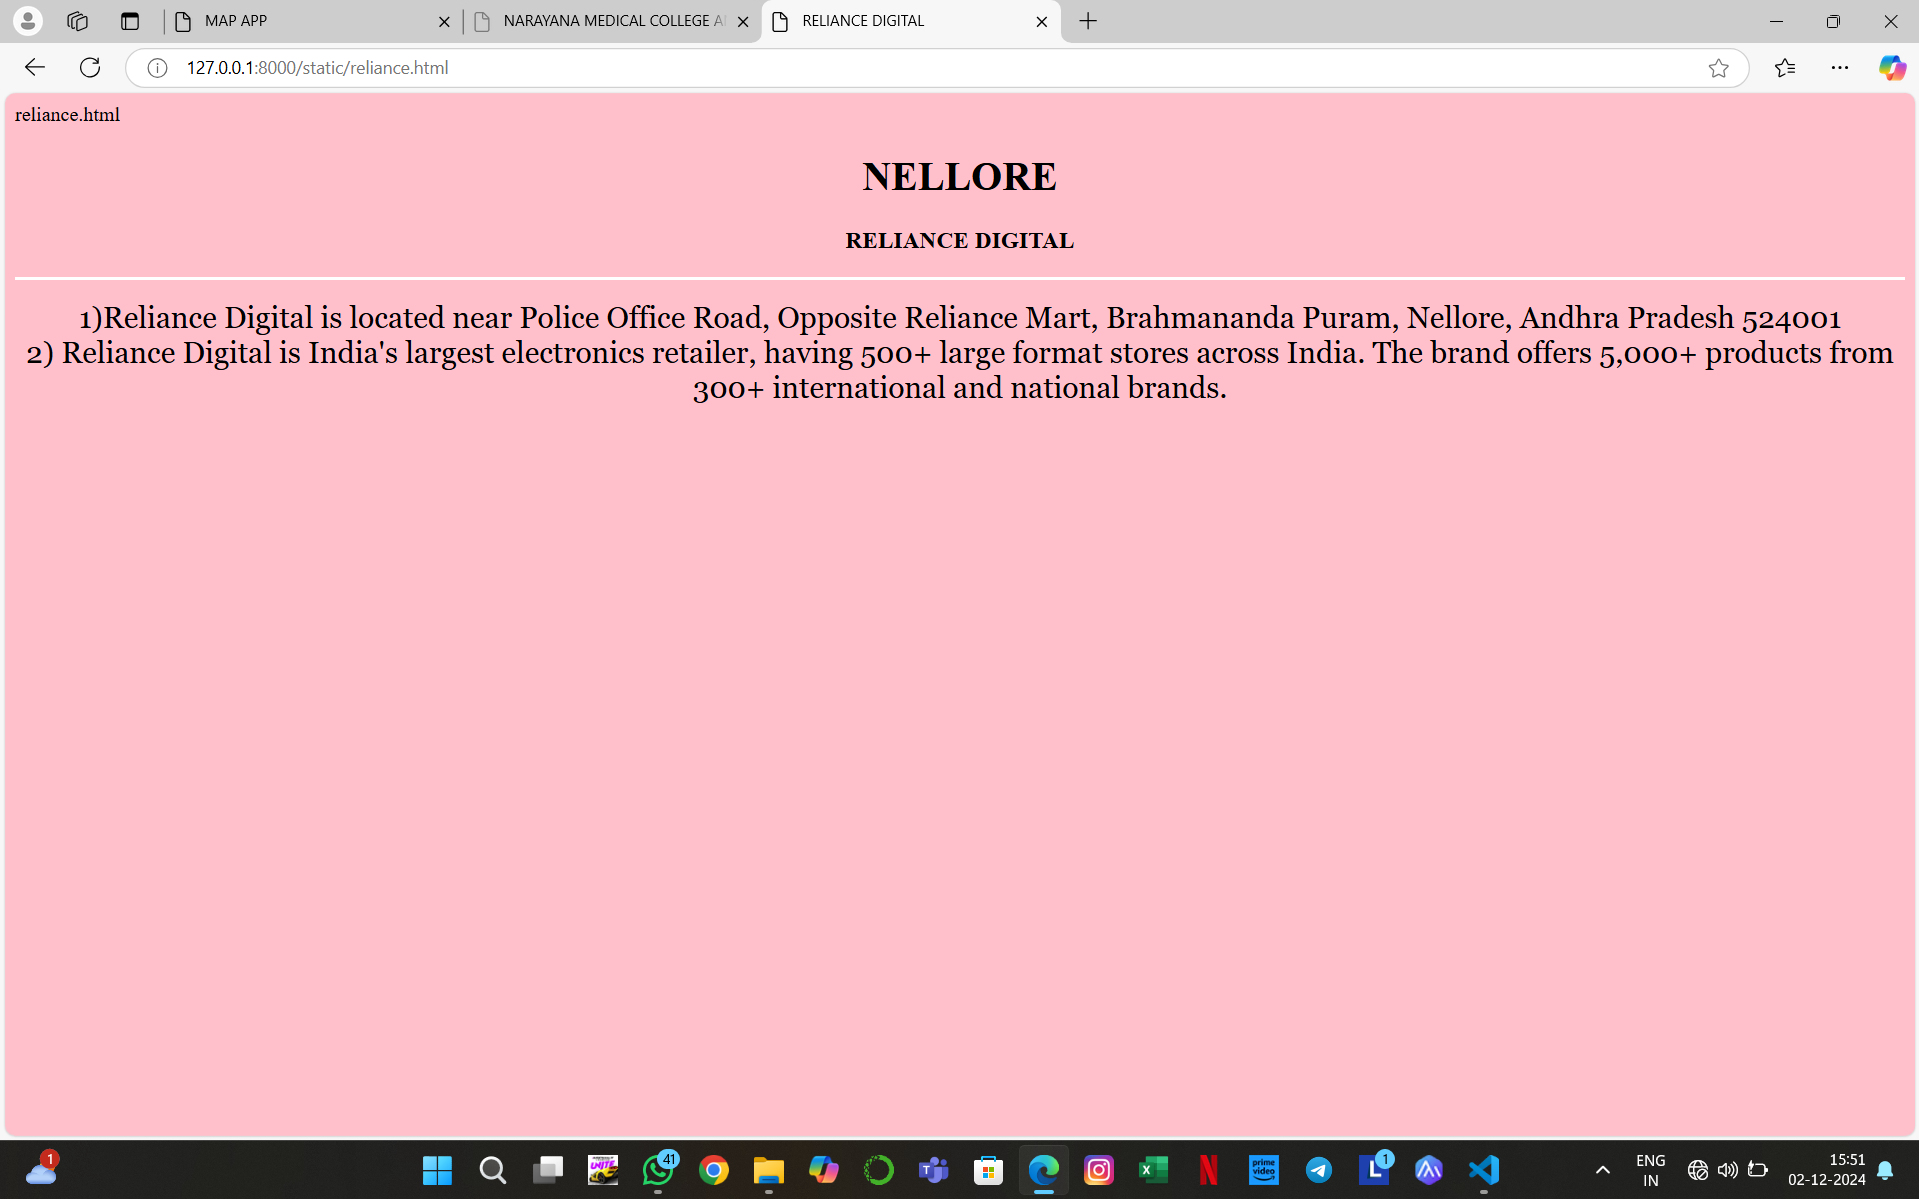 MAP APP
NARAYANA MEDICAL COLLEGE A
RELIANCE DIGITAL
127.0.0.1:8000/static/reliance.html
reliance.html
NELLORE
RELIANCE DIGITAL
1)Reliance Digital is located near Police Office Road, Opposite Reliance Mart, Brahmananda Puram, Nellore, Andhra Pradesh 524001
2) Reliance Digital is India's largest electronics retailer, having 500+ large format stores across India. The brand offers 5,000+ products from
300+ international and national brands.
1
UNITE
41
T
X
N
prime video
L
1
ENG
IN
15:51
02-12-2024